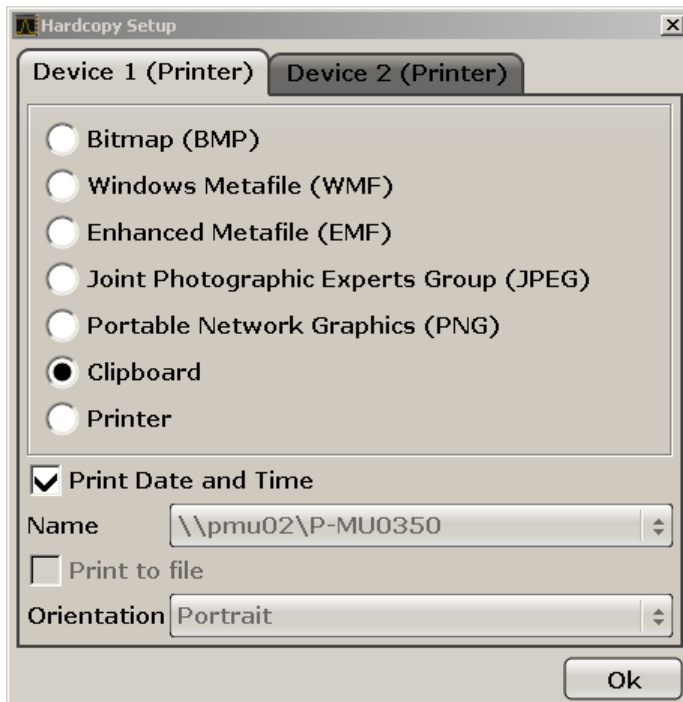 Hardcopy Setup
Device 1 (Printer) Device 2 (Printer)
Bitmap (BMP)
Windows Metafile (WMF)
Enhanced Metafile (EMF)
Joint Photographic Experts Group (JPEG)
Portable Network Graphics (PNG)
Clipboard
Printer
Print Date and Time
Name \\pmu02\P-MU0350
Print to file
Orientation Portrait
Ok